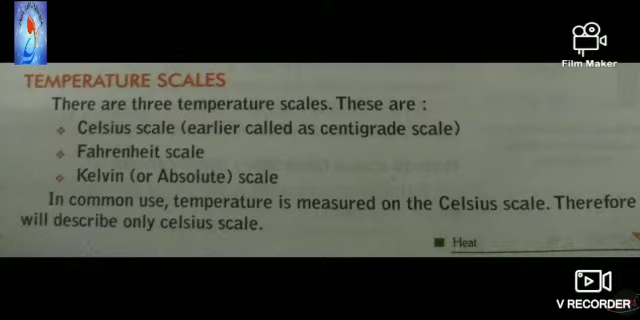 Film Maker
TEMPERATURE SCALES
There are three temperature scales. These are :
❖ Celsius scale (earlier called as centigrade scale)
❖ Fahrenheit scale
❖ Kelvin (or Absolute) scale
In common use, temperature is measured on the Celsius scale. Therefore
will describe only celsius scale.
■ Heat
V RECORDER